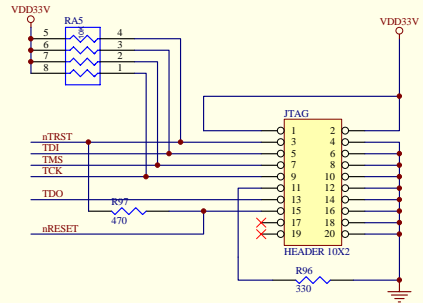 VDD33V
RA5
VDD33V
5 4
6 3
7 2
8 1
JTAG
1 2
nTRST 3 4
TDI 5 6
TMS 7 8
TCK 9 10
11 12
TDO 13 14
R97 15 16
470 17 18
nRESET 19 20
HEADER 10X2
R96
330